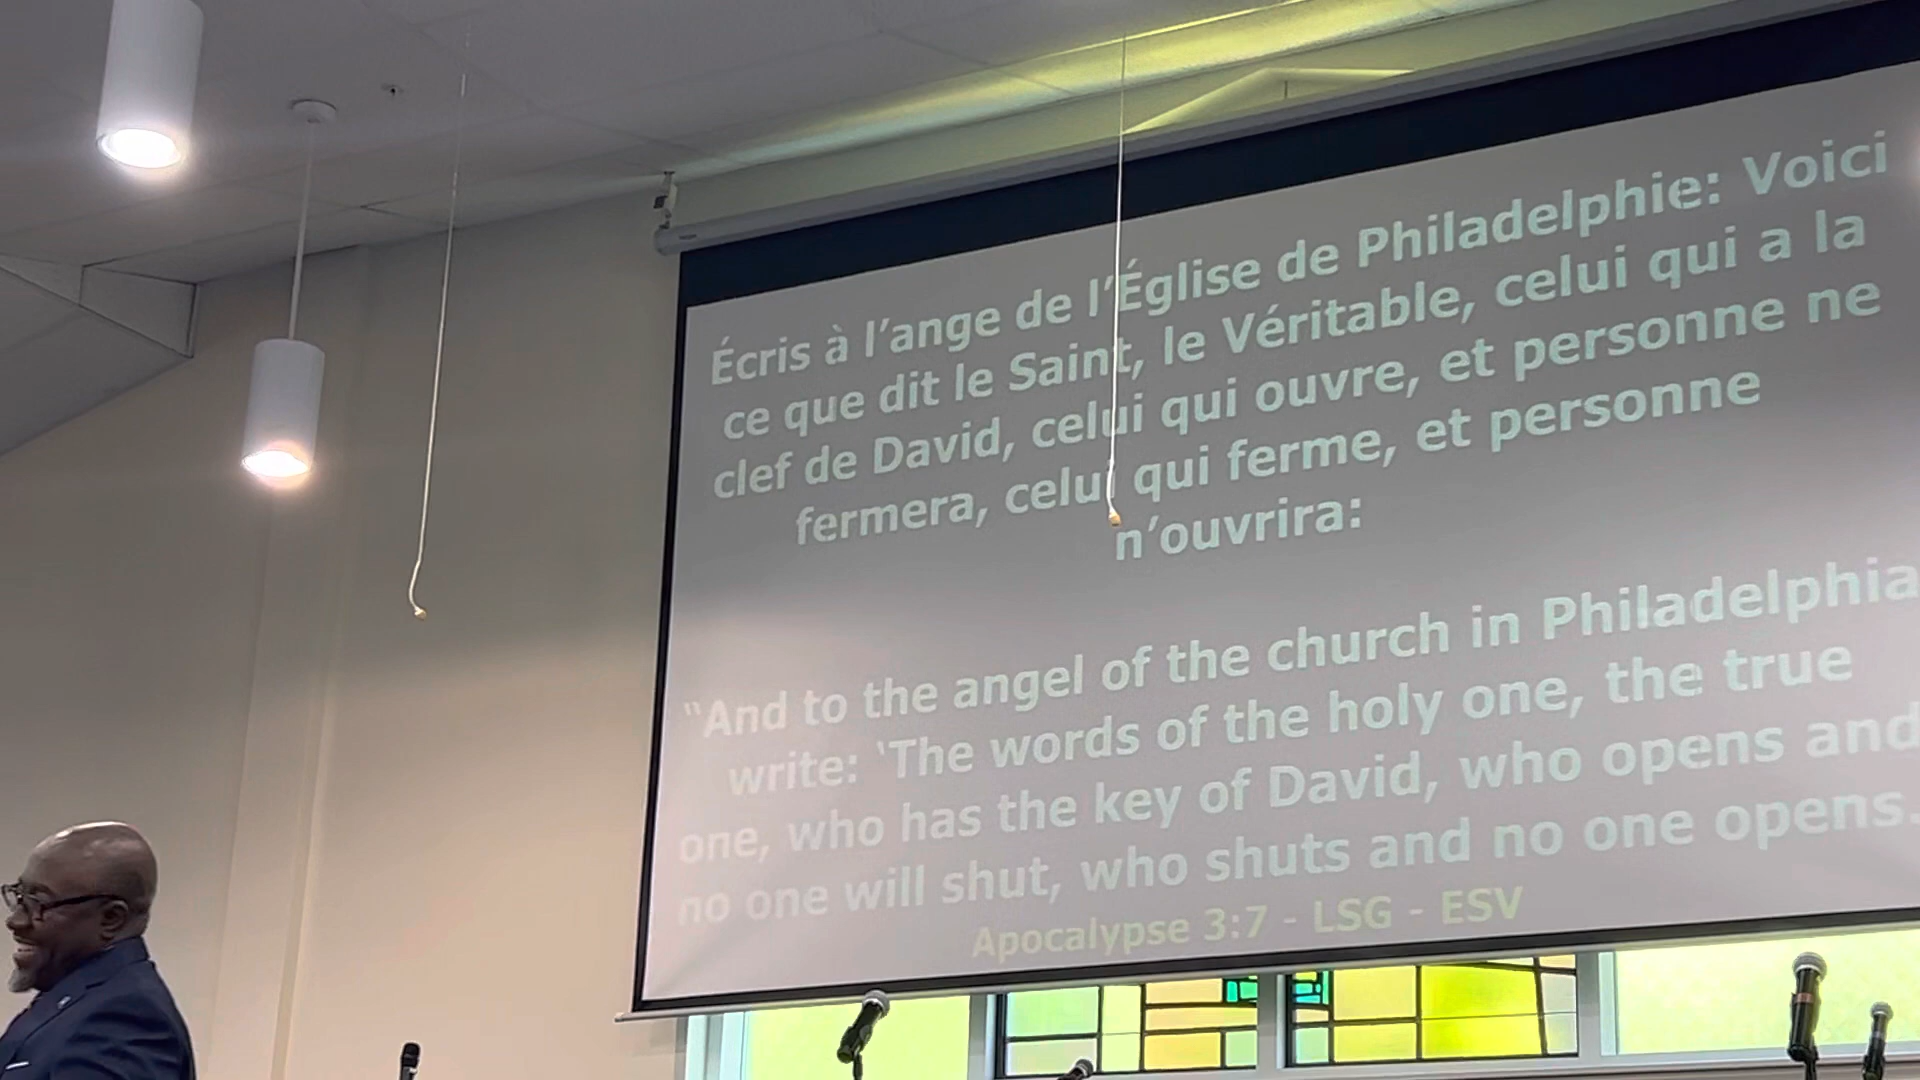 Écris à l'ange de l'Église de Philadelphie: Voici
ce que dit le Saint, le Véritable, celui qui a la
clef de David, celui qui ouvre, et personne ne
fermera, celui qui ferme, et personne
n'ouvrira:
“And to the angel of the church in Philadelphia
write: ‘The words of the holy one, the true
one, who has the key of David, who opens and
no one will shut, who shuts and no one opens.
Apocalypse 3:7 - LSG - ESV